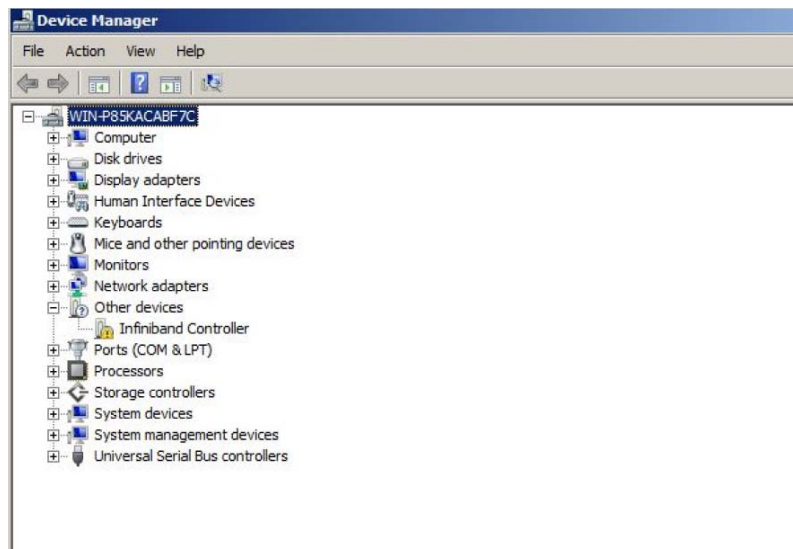 Device Manager
File Action View Help
WIN-P85KACABF7C
Computer
Disk drives
Display adapters
Human Interface Devices
Keyboards
Mice and other pointing devices
Monitors
Network adapters
Other devices
Infiniband Controller
Ports (COM & LPT)
Processors
Storage controllers
System devices
System management devices
Universal Serial Bus controllers